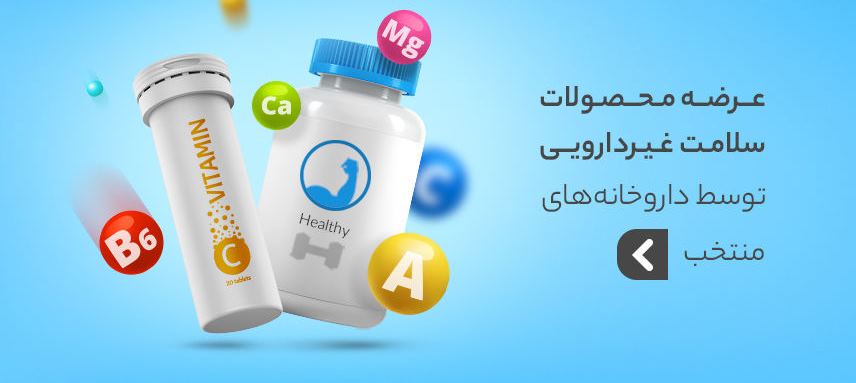 عرضه محصولات
سلامت غیردارویی
توسط داروخانه‌های
منتخب
Mg
Ca
VITAMIN
C
20 tablets
Healthy
C
B6
A